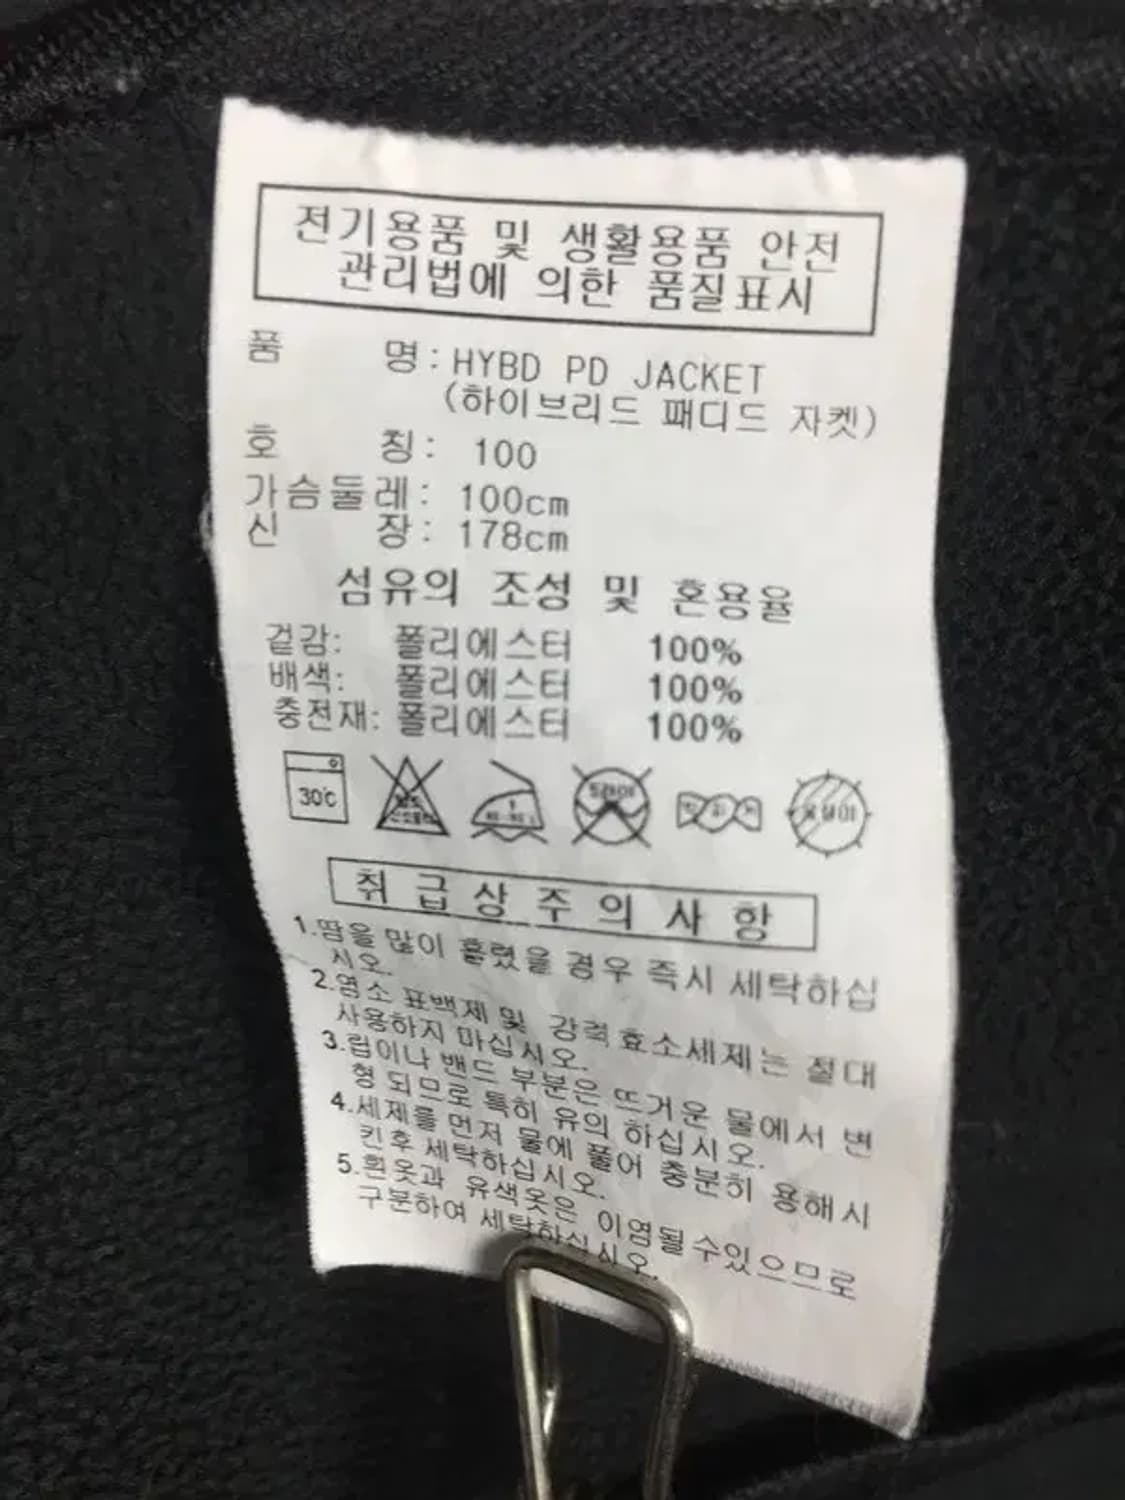 전기용품 및 생활용품 안전
관리법에 의한 품질표시
품 명: HYBD PD JACKET
(하이브리드 패디드 자켓)
호 칭: 100
가슴둘레: 100cm
신 장: 178cm
섬유의 조성 및 혼용율
겉감: 폴리에스터 100%
배색: 폴리에스터 100%
충전재: 폴리에스터 100%
30℃ 드라이 옷걸이
취급상주의사항
1.땀을 많이 흘렸을 경우 즉시 세탁하십
시오.
2.염소 표백제 및 강력효소세제는 절대
사용하지 마십시오.
3.립이나 밴드 부분은 뜨거운 물에서 변
형 되므로 특히 유의 하십시오.
4.세제를 먼저 물에 풀어 충분히 용해시
킨후 세탁하십시오.
5.흰옷과 유색옷은 이염될 수있으므로
구분하여 세탁하십시오.